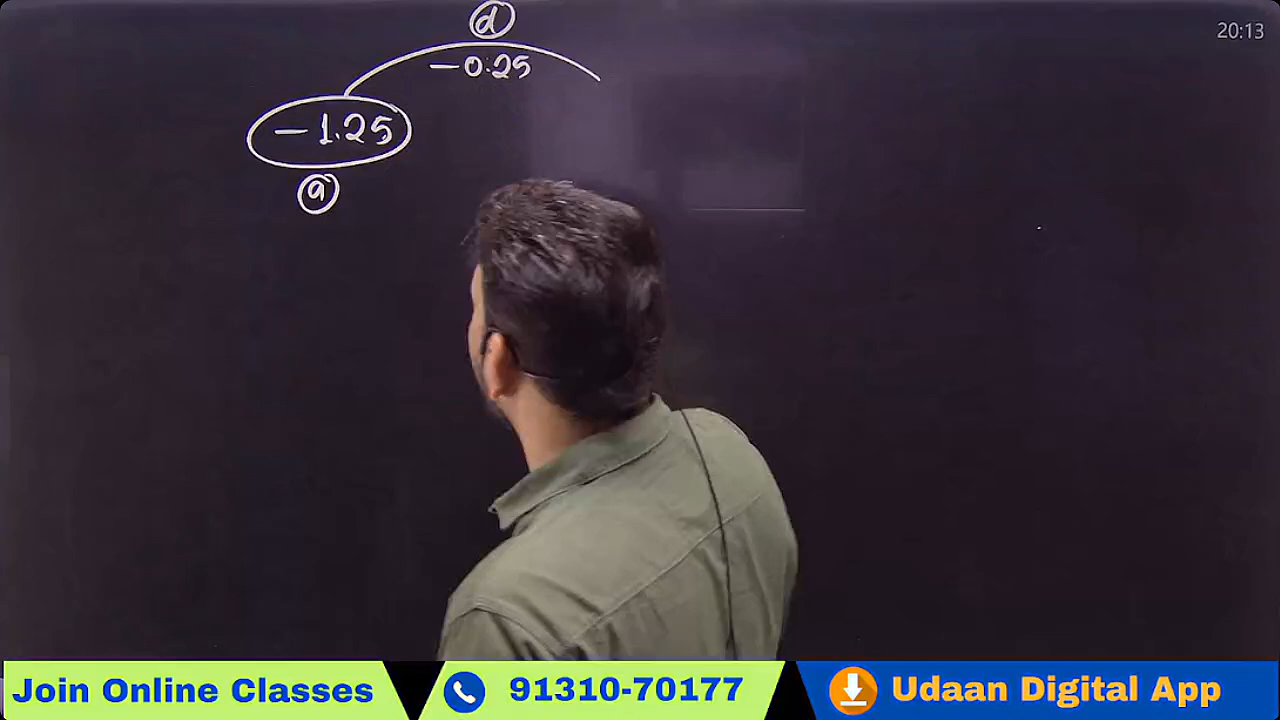 20:13
d
-0.25
-1.25
a
Join Online Classes
91310-70177
Udaan Digital App